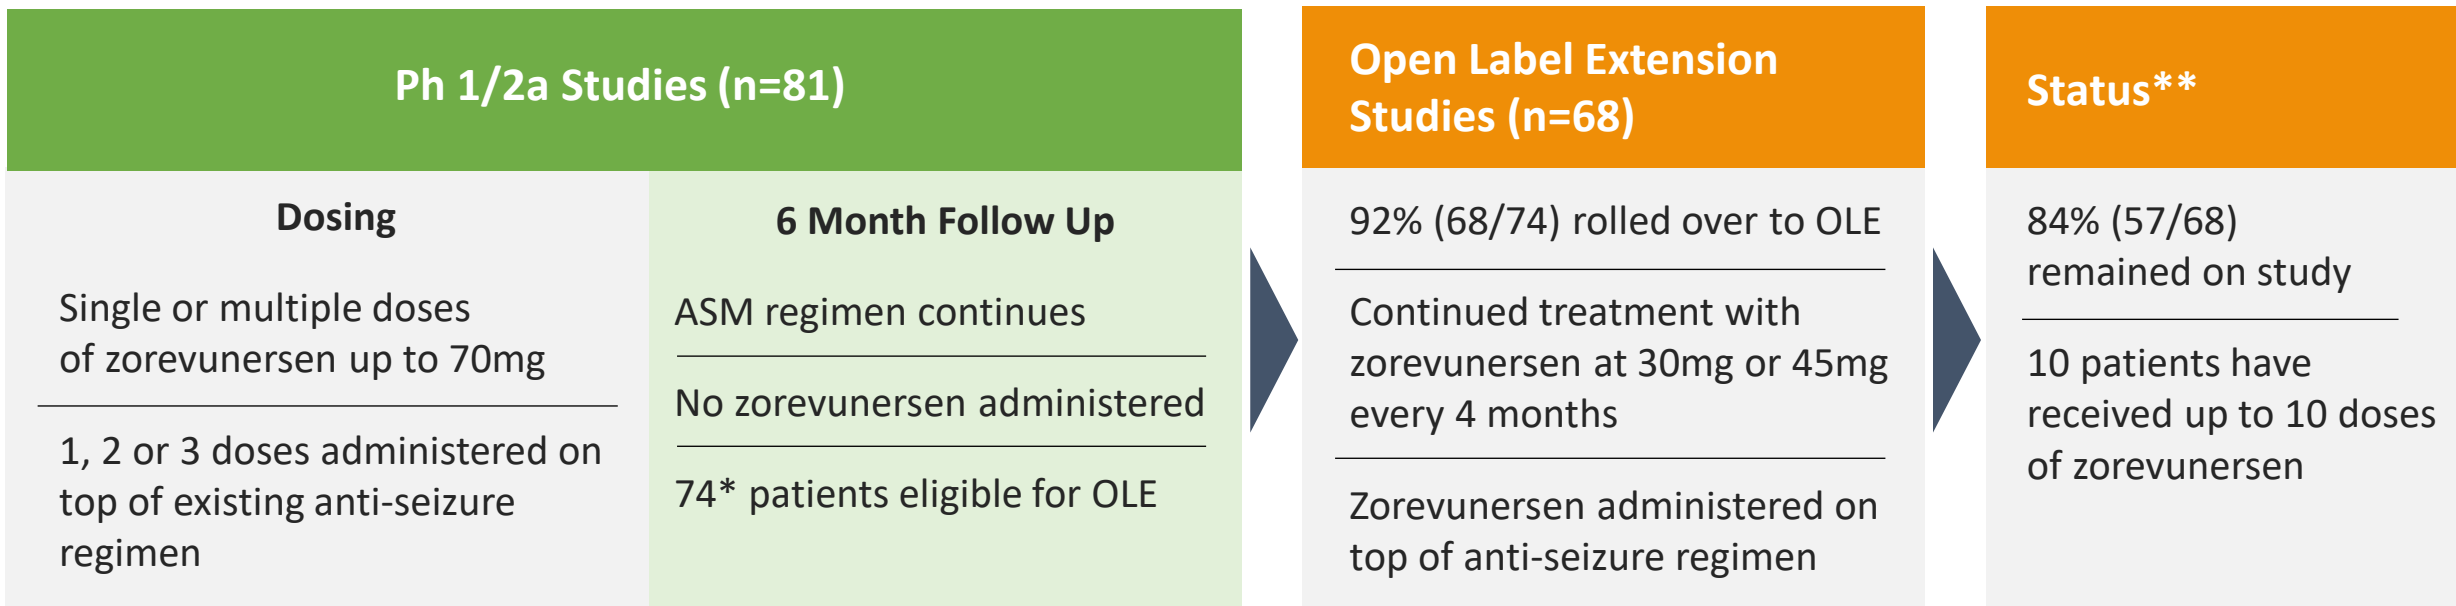 Ph 1/2a Studies (n=81)
Dosing
Single or multiple doses
of zorevunersen up to 70mg
1, 2 or 3 doses administered on
top of existing anti-seizure
regimen
6 Month Follow Up
ASM regimen continues
No zorevunersen administered
74* patients eligible for OLE
Open Label Extension
Studies (n=68)
92% (68/74) rolled over to OLE
Continued treatment with
zorevunersen at 30mg or 45mg
every 4 months
Zorevunersen administered on
top of anti-seizure regimen
Status**
84% (57/68)
remained on study
10 patients have
received up to 10 doses
of zorevunersen